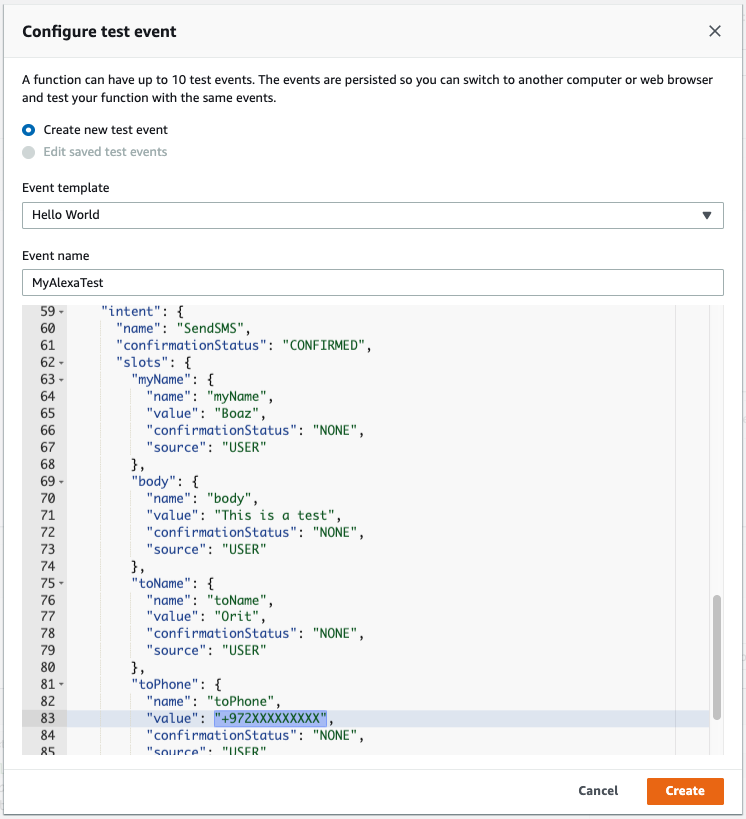 Configure test event
A function can have up to 10 test events. The events are persisted so you can switch to another computer or web browser
and test your function with the same events.
Create new test event
Edit saved test events
Event template
Hello World
Event name
MyAlexaTest
59 "intent": {
60 "name": "SendSMS",
61 "confirmationStatus": "CONFIRMED",
62 "slots": {
63 "myName": {
64 "name": "myName",
65 "value": "Boaz",
66 "confirmationStatus": "NONE",
67 "source": "USER"
68 },
69 "body": {
70 "name": "body",
71 "value": "This is a test",
72 "confirmationStatus": "NONE",
73 "source": "USER"
74 },
75 "toName": {
76 "name": "toName",
77 "value": "Orit",
78 "confirmationStatus": "NONE",
79 "source": "USER"
80 },
81 "toPhone": {
82 "name": "toPhone",
83 "value": "+972XXXXXXXXX",
84 "confirmationStatus": "NONE",
85 "source": "USER"
Cancel
Create